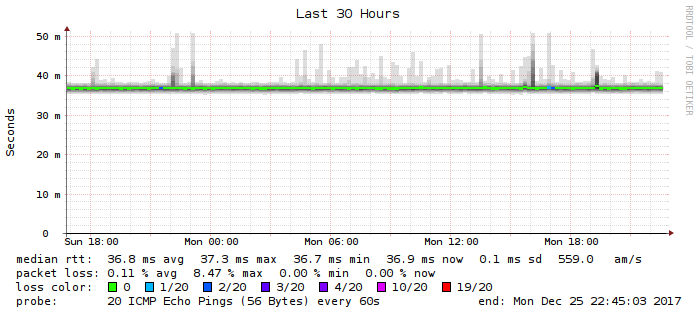 Last 30 Hours
RRDTOOL / TOBI OETIKER
Seconds
50 m
40 m
30 m
20 m
10 m
0
Sun 18:00 Mon 00:00 Mon 06:00 Mon 12:00 Mon 18:00
median rtt: 36.8 ms avg 37.3 ms max 36.7 ms min 36.9 ms now 0.1 ms sd 559.0 am/s
packet loss: 0.11 % avg 8.47 % max 0.00 % min 0.00 % now
loss color: 0 1/20 2/20 3/20 4/20 10/20 19/20
probe: 20 ICMP Echo Pings (56 Bytes) every 60s end: Mon Dec 25 22:45:03 2017